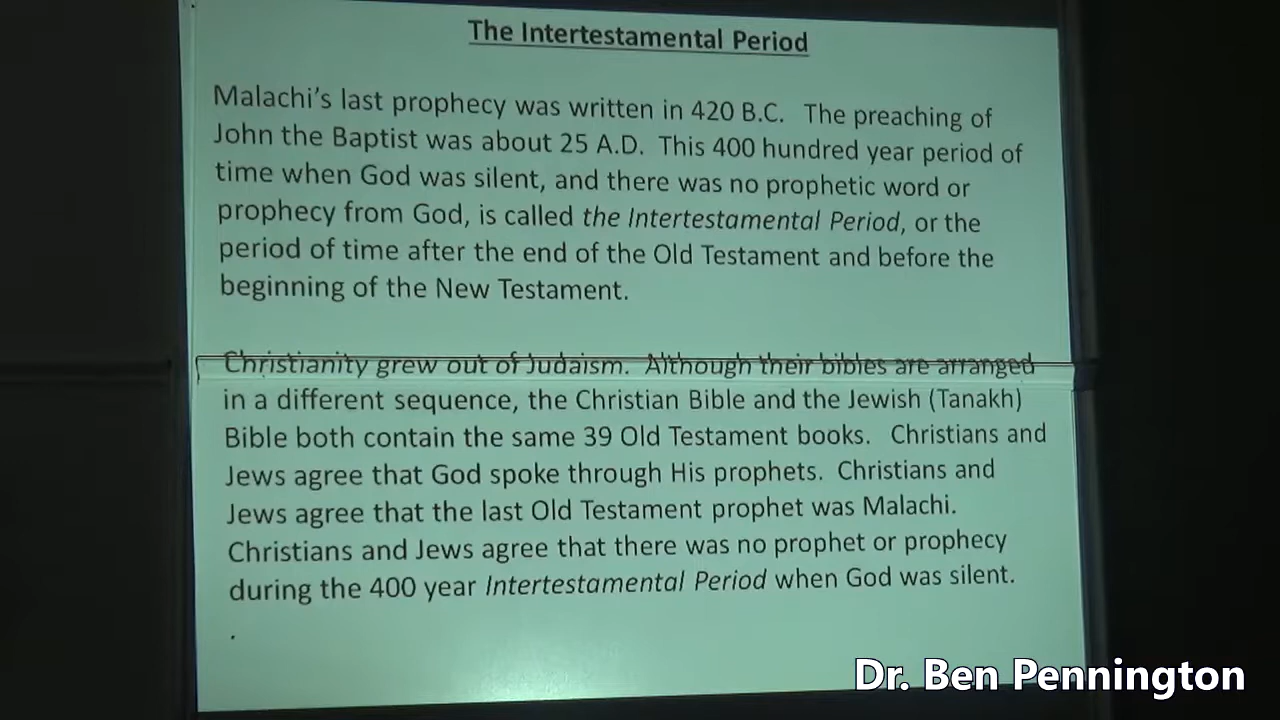 The Intertestamental Period
Malachi's last prophecy was written in 420 B.C. The preaching of
John the Baptist was about 25 A.D. This 400 hundred year period of
time when God was silent, and there was no prophetic word or
prophecy from God, is called the Intertestamental Period, or the
period of time after the end of the Old Testament and before the
beginning of the New Testament.
Christianity grew out of Judaism. Although their bibles are arranged
in a different sequence, the Christian Bible and the Jewish (Tanakh)
Bible both contain the same 39 Old Testament books. Christians and
Jews agree that God spoke through His prophets. Christians and
Jews agree that the last Old Testament prophet was Malachi.
Christians and Jews agree that there was no prophet or prophecy
during the 400 year Intertestamental Period when God was silent.
.
Dr. Ben Pennington